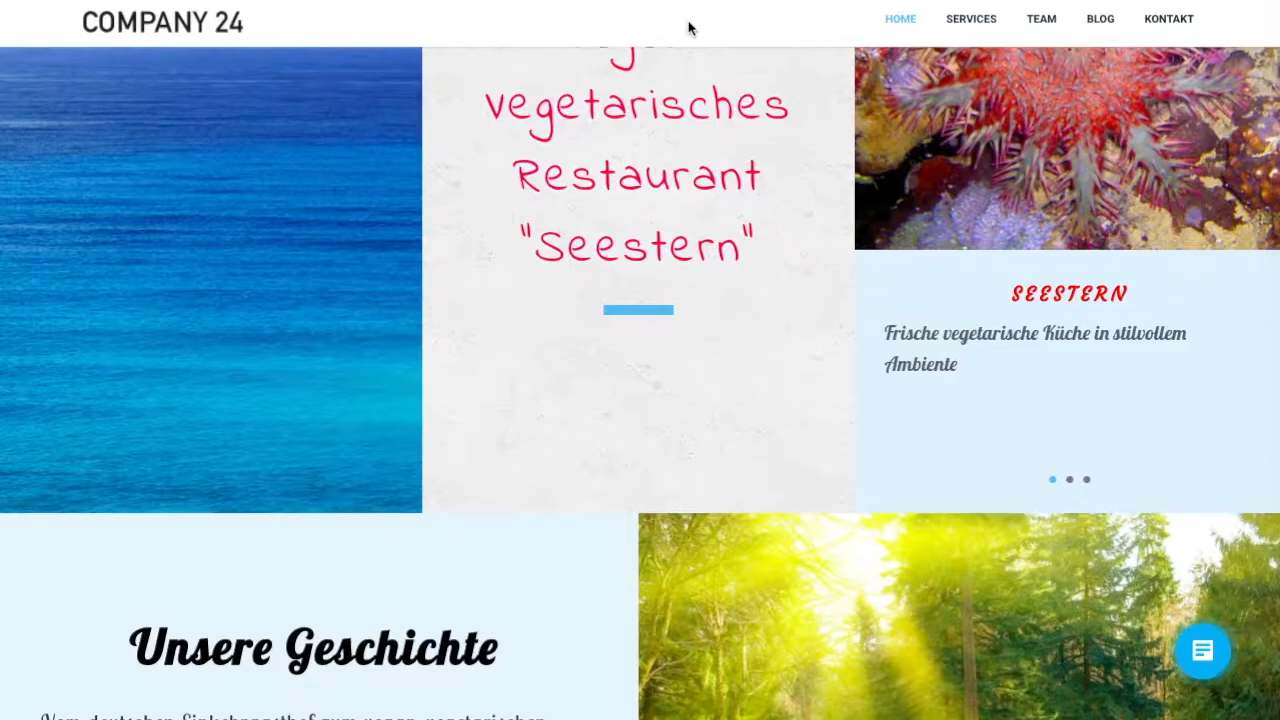 COMPANY 24
HOME SERVICES TEAM BLOG KONTAKT
vegetarisches
Restaurant
"Seestern"
SEESTERN
Frische vegetarische Küche in stilvollem
Ambiente
Unsere Geschichte